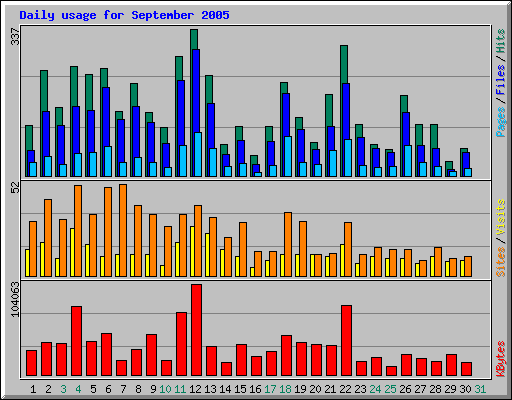 Daily usage for September 2005
337
Pages / Files / Hits
52
Sites / Visits
104063
KBytes
1 2 3 4 5 6 7 8 9 10 11 12 13 14 15 16 17 18 19 20 21 22 23 24 25 26 27 28 29 30 31